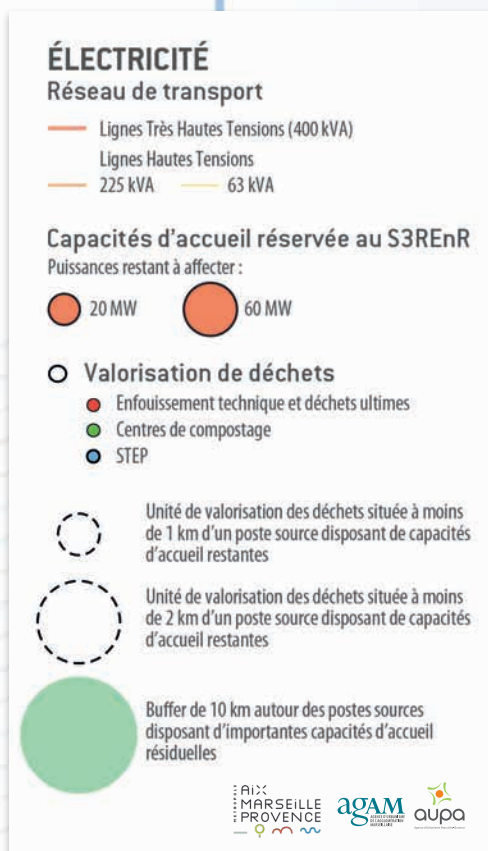 ÉLECTRICITÉ
Réseau de transport
Lignes Très Hautes Tensions (400 kVA)
Lignes Hautes Tensions
225 kVA 63 kVA
Capacités d'accueil réservée au S3REnR
Puissances restant à affecter :
20 MW 60 MW
Valorisation de déchets
Enfouissement technique et déchets ultimes
Centres de compostage
STEP
Unité de valorisation des déchets située à moins
de 1 km d'un poste source disposant de capacités
d'accueil restantes
Unité de valorisation des déchets située à moins
de 2 km d'un poste source disposant de capacités
d'accueil restantes
Buffer de 10 km autour des postes sources
disposant d'importantes capacités d'accueil
résiduelles
AiX
MARSEiLLE
PROVENCE
agAM
aupa